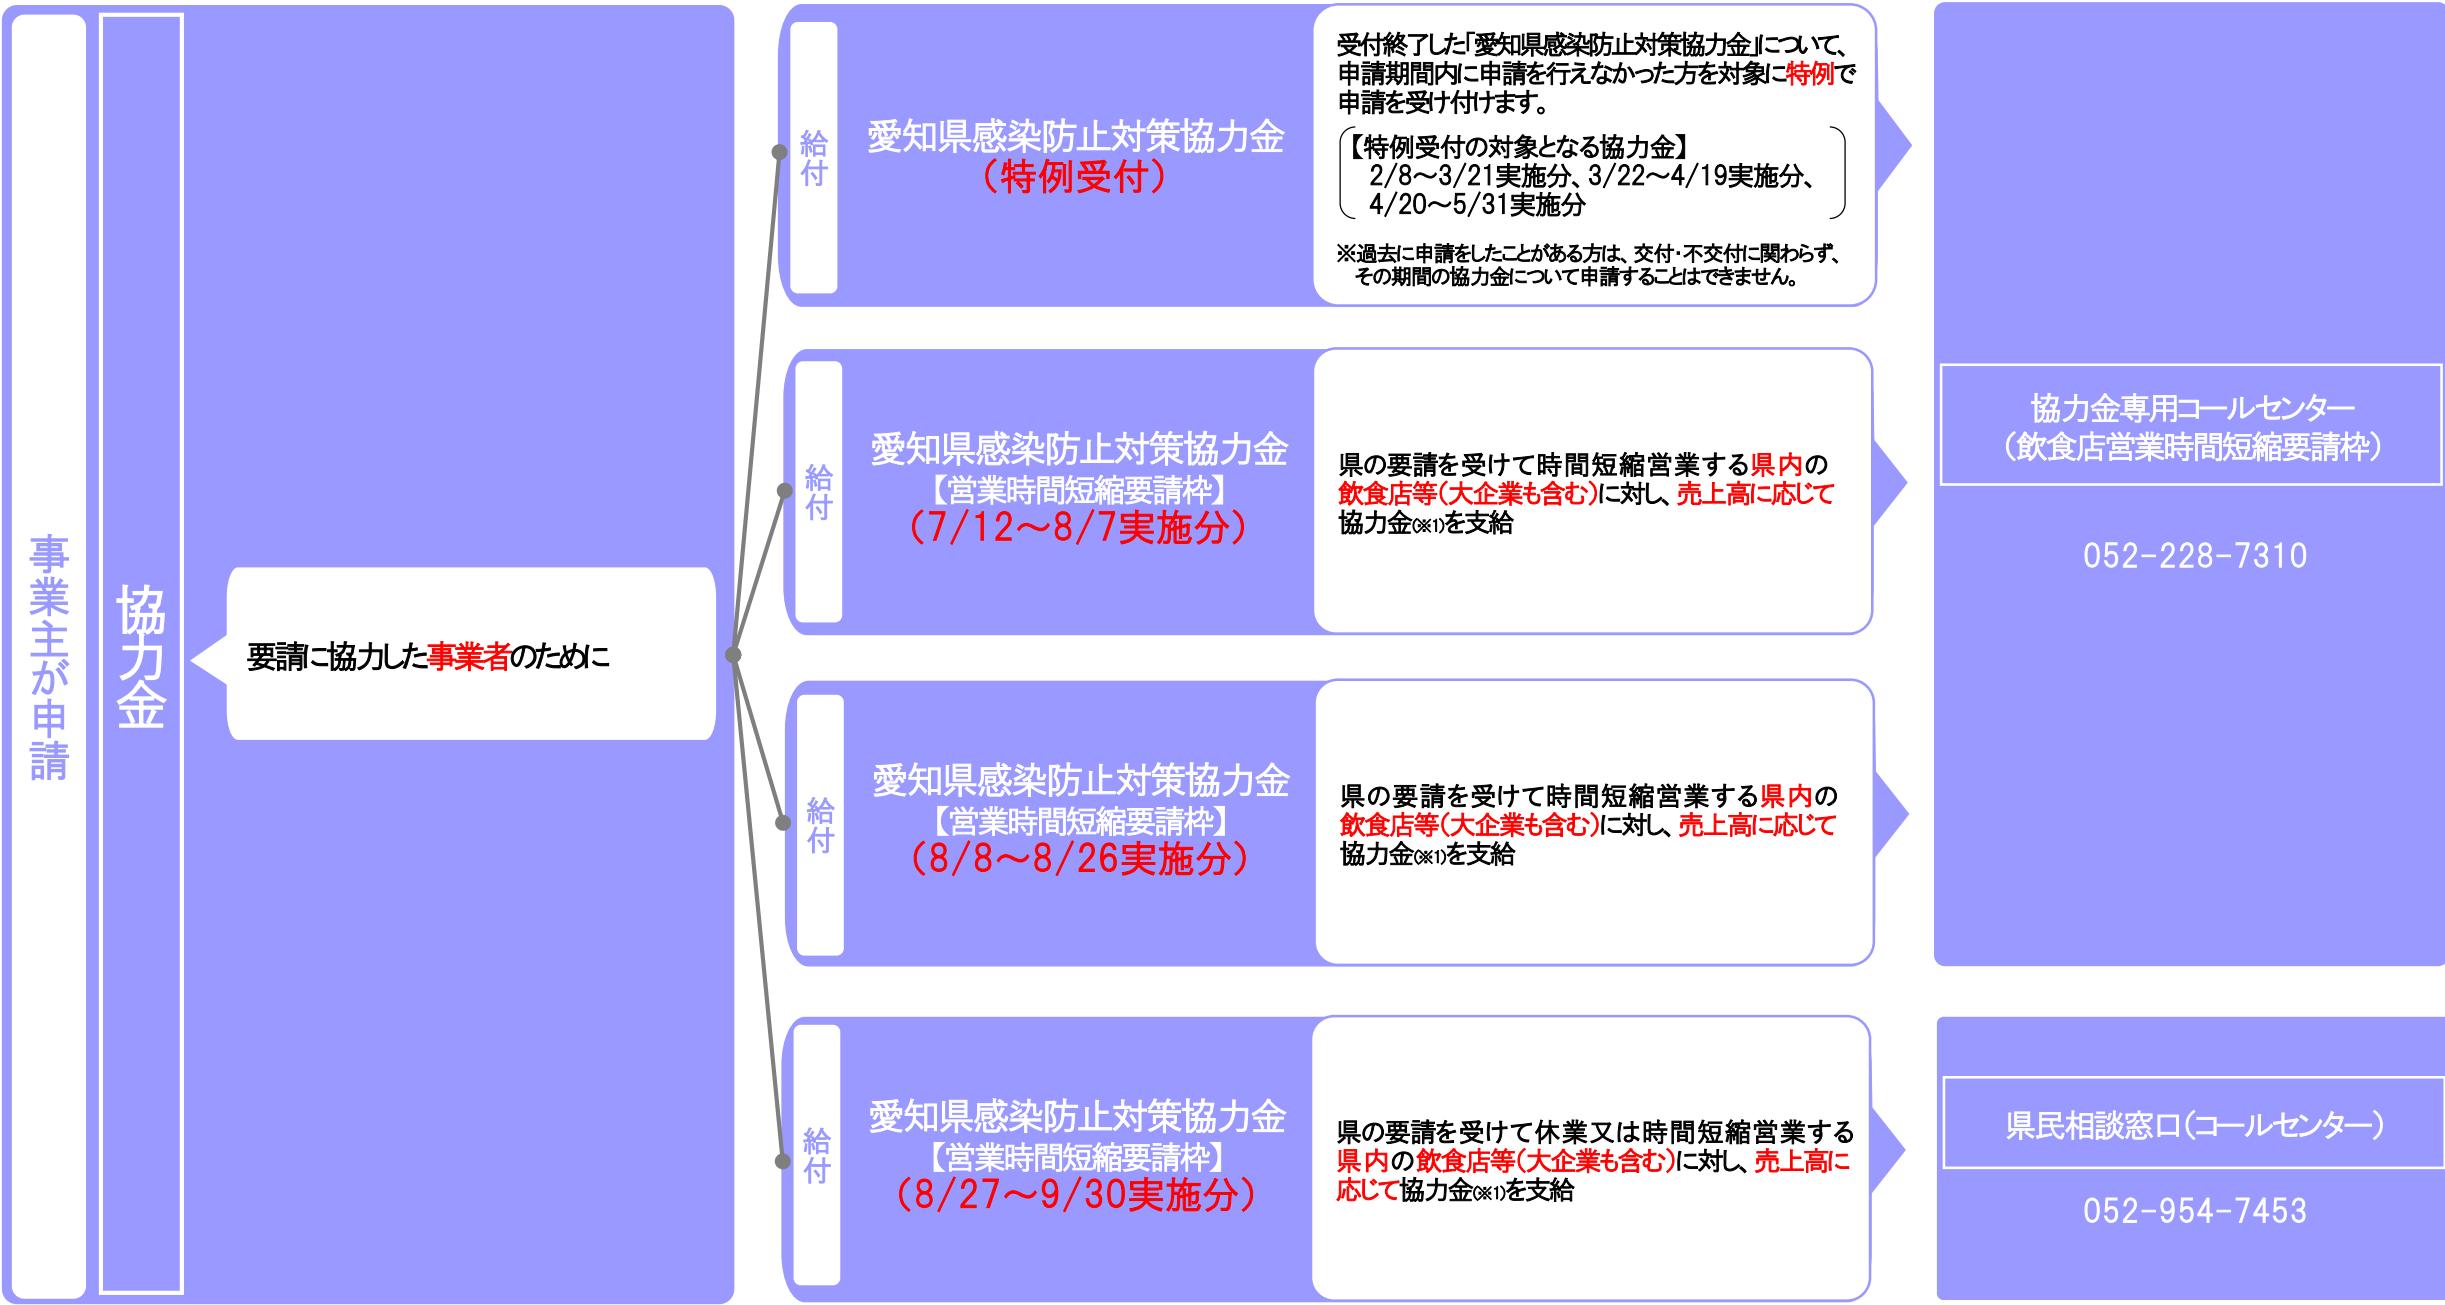 事業主が申請
協力金
要請に協力した事業者のために
給付
愛知県感染防止対策協力金
（特例受付）
受付終了した「愛知県感染防止対策協力金」について、
申請期間内に申請を行えなかった方を対象に特例で
申請を受け付けます。
【特例受付の対象となる協力金】
2/8～3/21実施分、3/22～4/19実施分、
4/20～5/31実施分
※過去に申請をしたことがある方は、交付・不交付に関わらず、
その期間の協力金について申請することはできません。
給付
愛知県感染防止対策協力金
【営業時間短縮要請枠】
（7/12～8/7実施分）
県の要請を受けて時間短縮営業する県内の
飲食店等（大企業も含む）に対し、売上高に応じて
協力金(※1)を支給
給付
愛知県感染防止対策協力金
【営業時間短縮要請枠】
（8/8～8/26実施分）
県の要請を受けて時間短縮営業する県内の
飲食店等（大企業も含む）に対し、売上高に応じて
協力金(※1)を支給
協力金専用コールセンター
（飲食店営業時間短縮要請枠）
052-228-7310
給付
愛知県感染防止対策協力金
【営業時間短縮要請枠】
（8/27～9/30実施分）
県の要請を受けて休業又は時間短縮営業する
県内の飲食店等（大企業も含む）に対し、売上高に
応じて協力金(※1)を支給
県民相談窓口（コールセンター）
052-954-7453